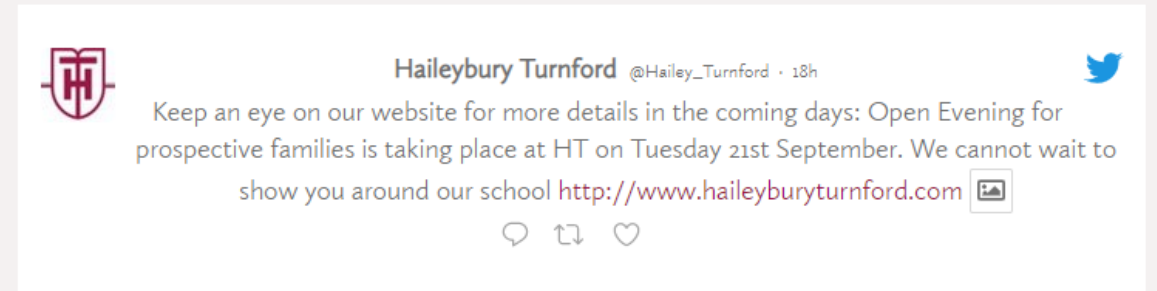 Haileybury Turnford @Hailey_Turnford · 18h
Keep an eye on our website for more details in the coming days: Open Evening for
prospective families is taking place at HT on Tuesday 21st September. We cannot wait to
show you around our school http://www.haileyburyturnford.com